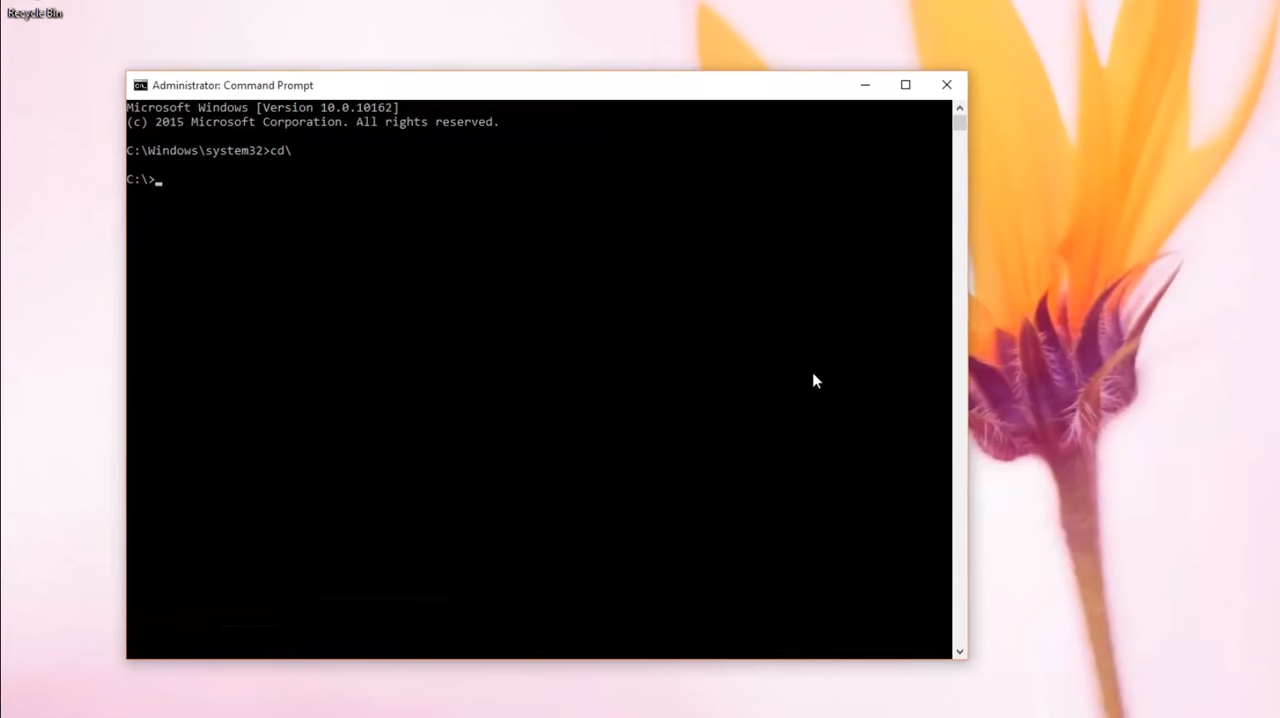 Recycle Bin
Administrator: Command Prompt
Microsoft Windows [Version 10.0.10162]
(c) 2015 Microsoft Corporation. All rights reserved.
C:\Windows\system32>cd\
C:\>